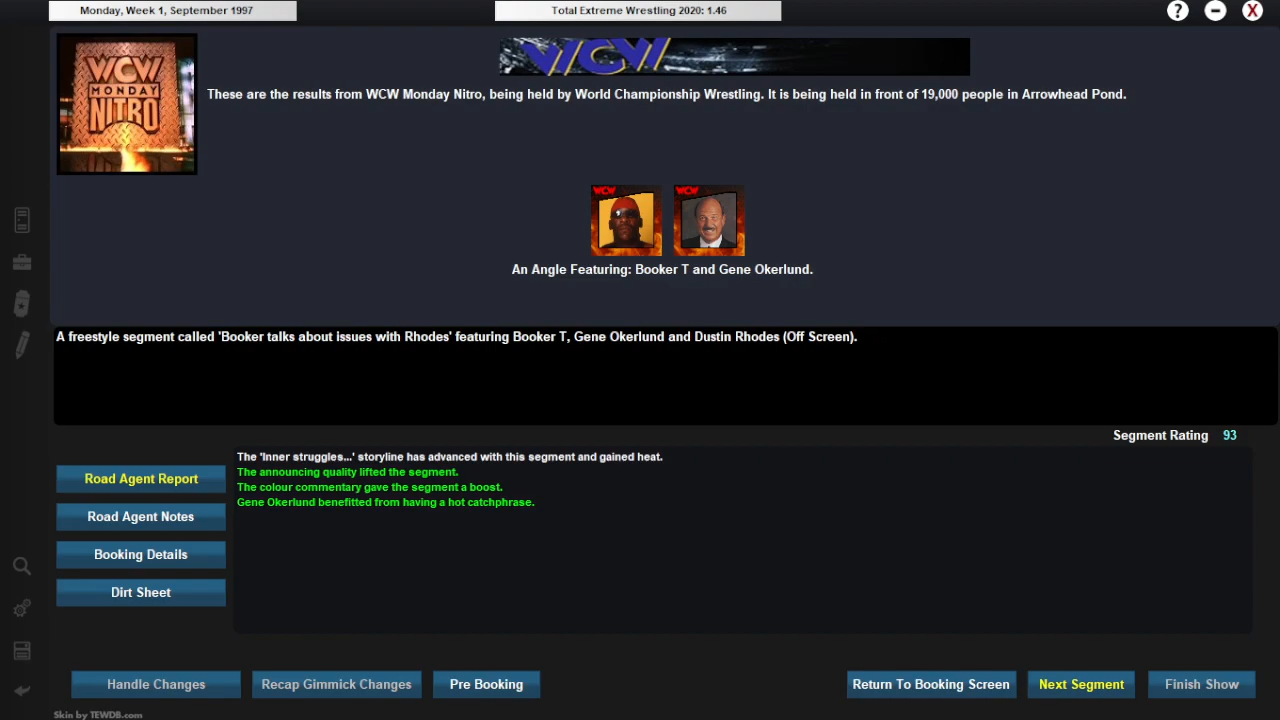 Monday, Week 1, September 1997
Total Extreme Wrestling 2020: 1.46
? − X
WCW
MONDAY
NITRO
WCW
These are the results from WCW Monday Nitro, being held by World Championship Wrestling. It is being held in front of 19,000 people in Arrowhead Pond.
WCW WCW
An Angle Featuring: Booker T and Gene Okerlund.
A freestyle segment called 'Booker talks about issues with Rhodes' featuring Booker T, Gene Okerlund and Dustin Rhodes (Off Screen).
Segment Rating 93
Road Agent Report
Road Agent Notes
Booking Details
Dirt Sheet
The 'Inner struggles...' storyline has advanced with this segment and gained heat.
The announcing quality lifted the segment.
The colour commentary gave the segment a boost.
Gene Okerlund benefitted from having a hot catchphrase.
Handle Changes
Recap Gimmick Changes
Pre Booking
Return To Booking Screen
Next Segment
Finish Show
Skin by TEWDB.com